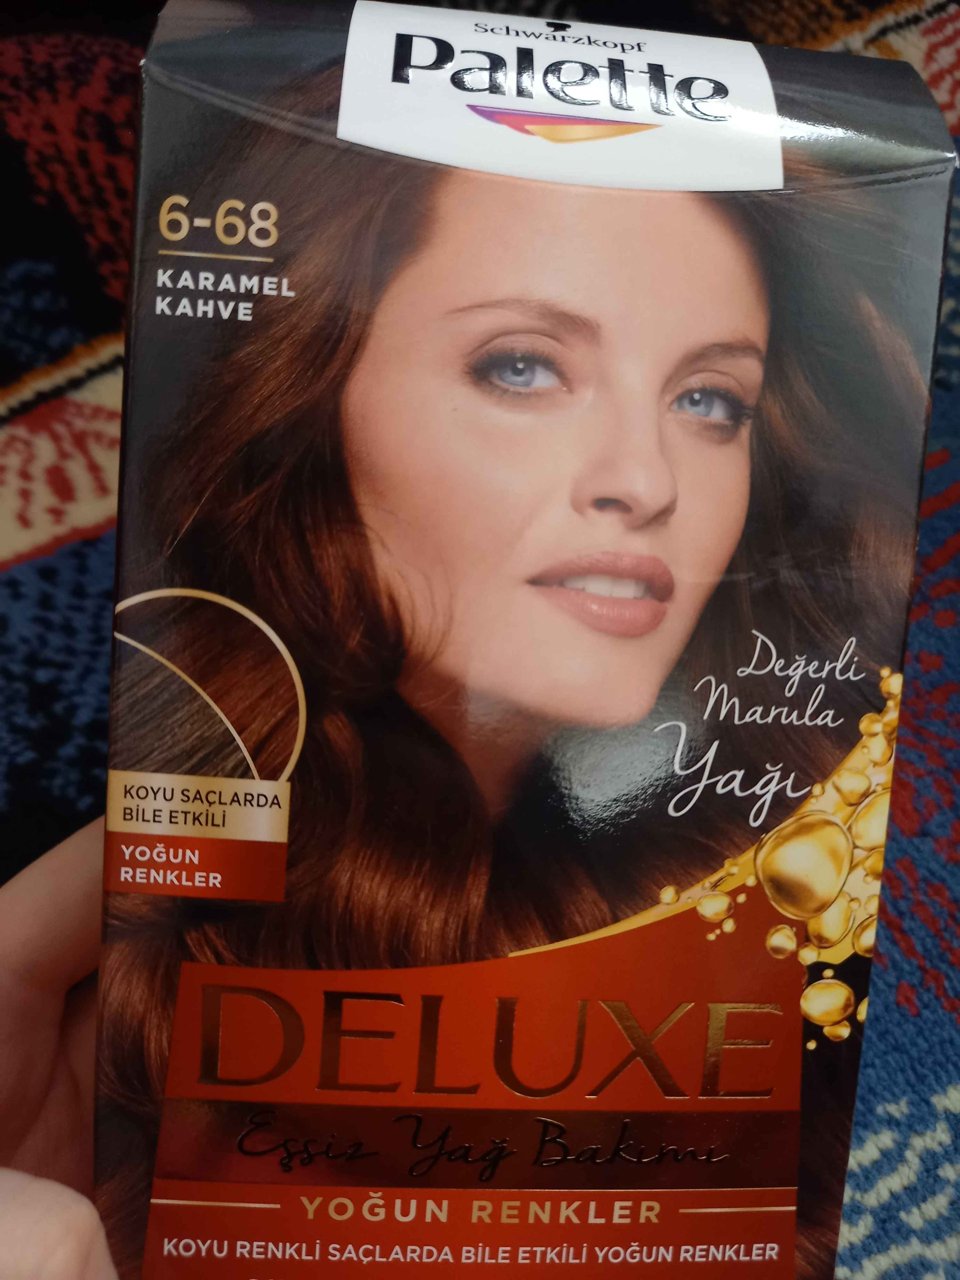 Schwarzkopf
Palette
6-68
KARAMEL
KAHVE
Değerli
Marula
Yağı
KOYU SAÇLARDA
BİLE ETKİLİ
YOĞUN
RENKLER
DELUXE
Eşsiz Yağ Bakımı
YOĞUN RENKLER
KOYU RENKLİ SAÇLARDA BİLE ETKİLİ YOĞUN RENKLER